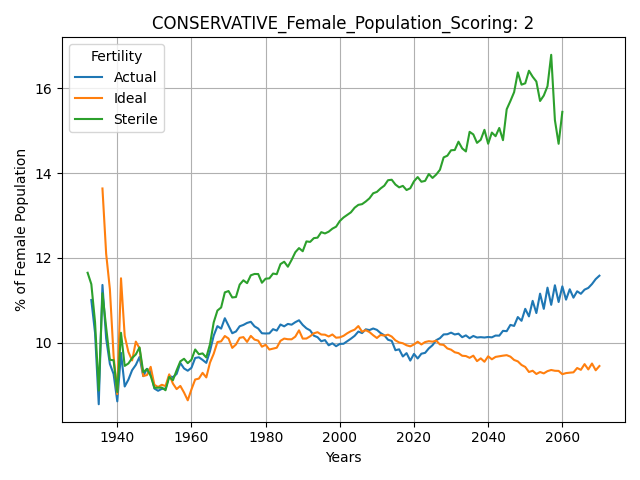 CONSERVATIVE_Female_Population_Scoring: 2
Fertility
Actual
Ideal
Sterile
% of Female Population
16
14
12
10
1940
1960
1980
2000
2020
2040
2060
Years